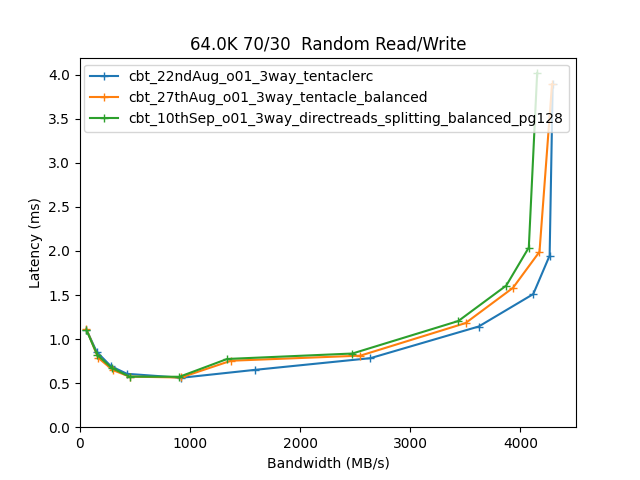 64.0K 70/30  Random Read/Write
cbt_22ndAug_o01_3way_tentaclerc
cbt_27thAug_o01_3way_tentacle_balanced
cbt_10thSep_o01_3way_directreads_splitting_balanced_pg128
Latency (ms)
4.0
3.5
3.0
2.5
2.0
1.5
1.0
0.5
0.0
0 1000 2000 3000 4000
Bandwidth (MB/s)